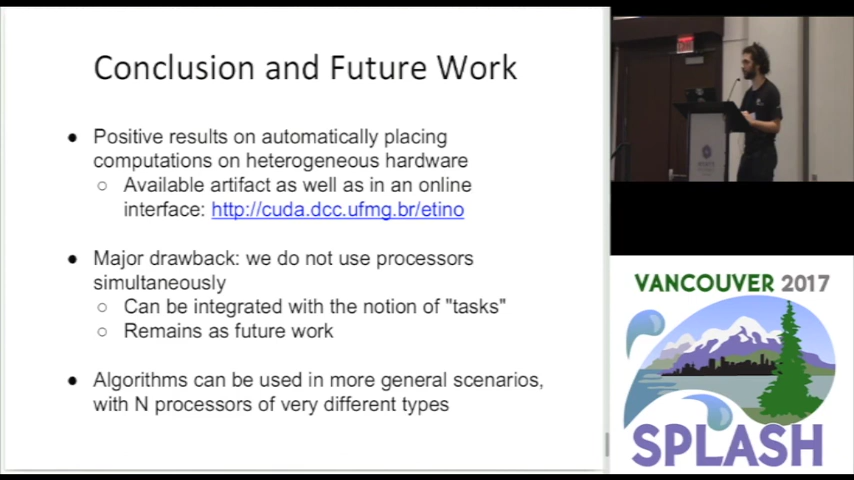 Conclusion and Future Work
● Positive results on automatically placing
computations on heterogeneous hardware
○ Available artifact as well as in an online
interface: http://cuda.dcc.ufmg.br/etino
● Major drawback: we do not use processors
simultaneously
○ Can be integrated with the notion of "tasks"
○ Remains as future work
● Algorithms can be used in more general scenarios,
with N processors of very different types
EXIT
VANCOUVER 2017
SPLASH